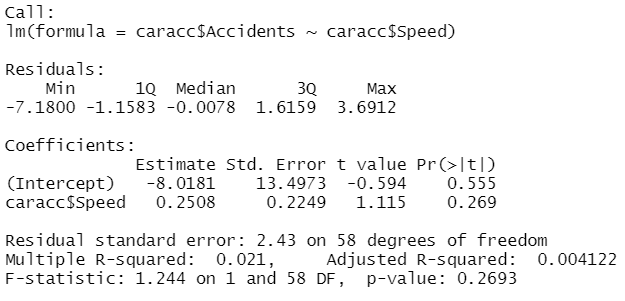 Call:
lm(formula = caracc$Accidents ~ caracc$Speed)
Residuals:
Min 1Q Median 3Q Max
-7.1800 -1.1583 -0.0078 1.6159 3.6912
Coefficients:
Estimate Std. Error t value Pr(>|t|)
(Intercept) -8.0181 13.4973 -0.594 0.555
caracc$Speed 0.2508 0.2249 1.115 0.269
Residual standard error: 2.43 on 58 degrees of freedom
Multiple R-squared: 0.021, Adjusted R-squared: 0.004122
F-statistic: 1.244 on 1 and 58 DF, p-value: 0.2693